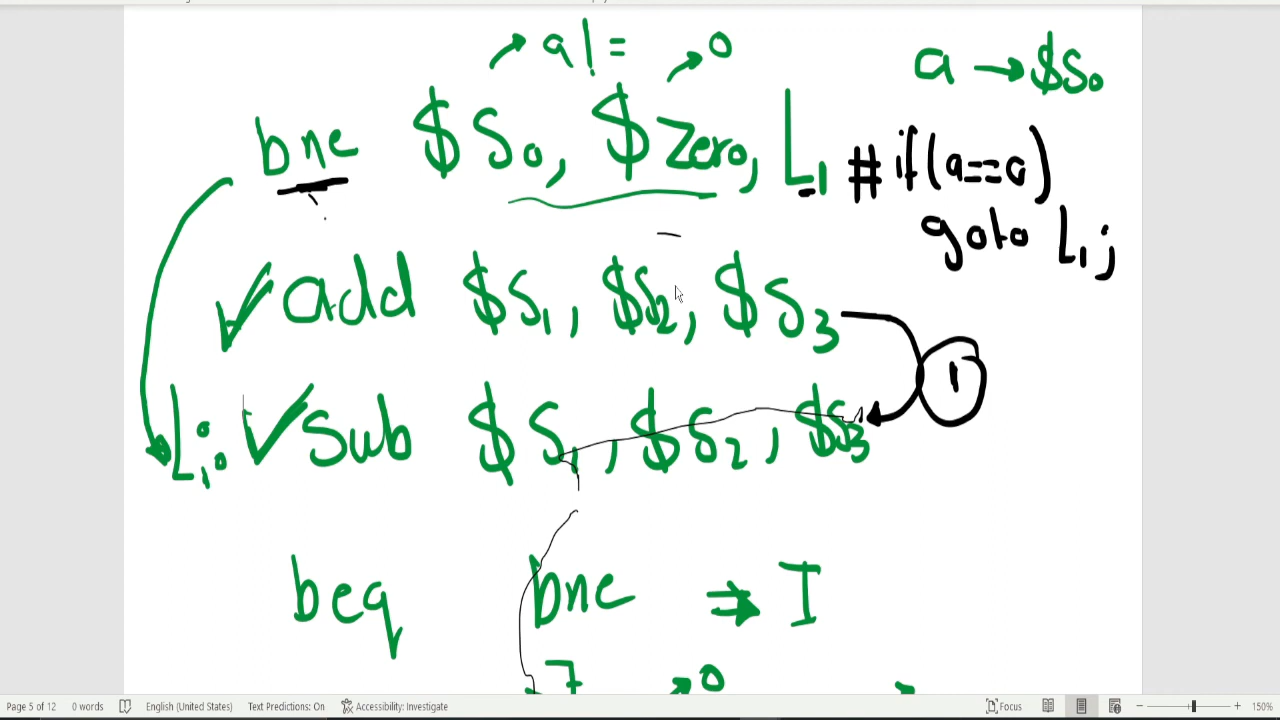 a != 0 a → $S0
bne $S0, $Zero, L1 # if(a==0)
goto L1;
add $S1, $S2, $S3
1
L1: sub $S1, $S2, $S3
beq bne ⇒ I
7 0
Page 5 of 12 0 words English (United States) Text Predictions: On Accessibility: Investigate Focus 150%